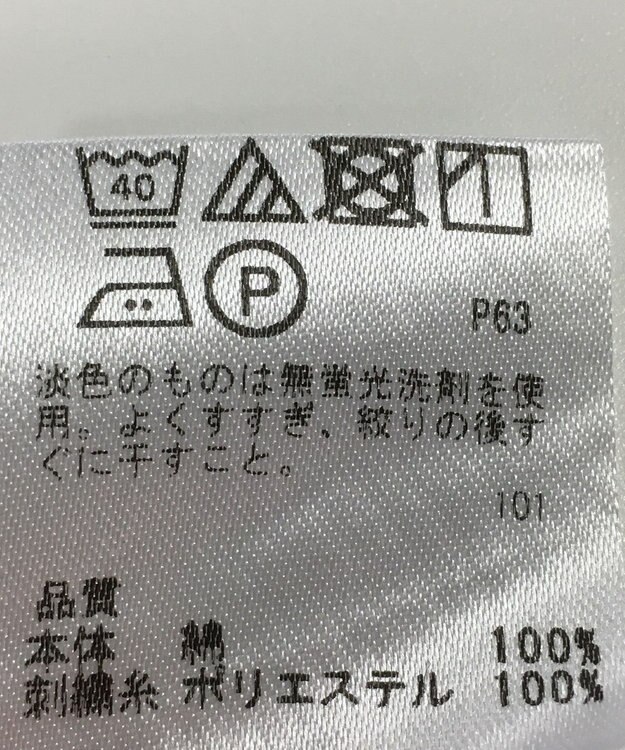 40
P
P63
淡色のものは無蛍光洗剤を使
用。よくすすぎ、絞りの後す
ぐに干すこと。
101
品質
本体 綿 100%
刺繍糸 ポリエステル 100%